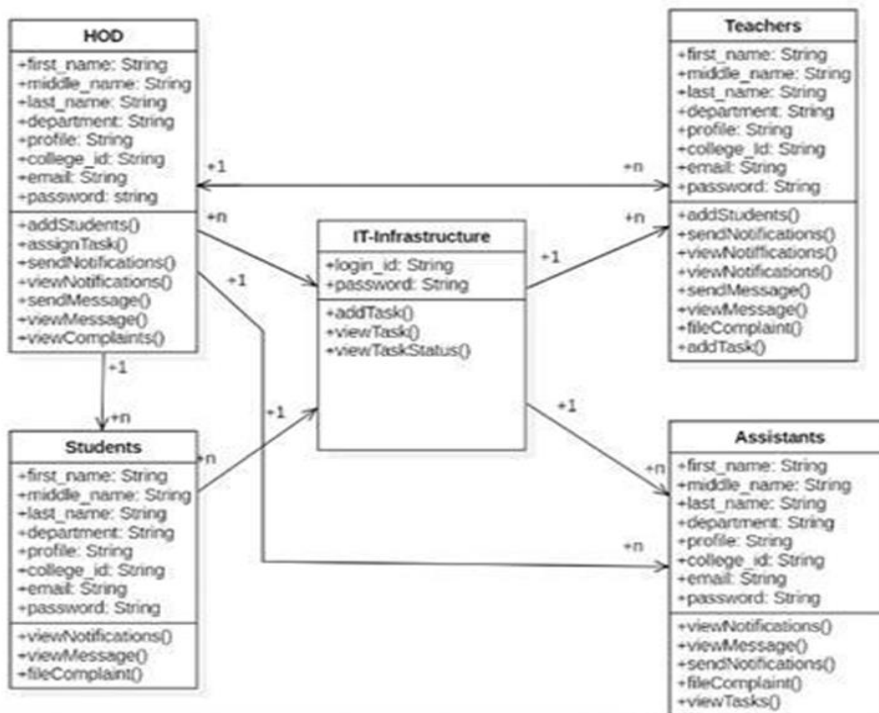 HOD
+first_name: String
+middle_name: String
+last_name: String
+department: String
+profile: String
+college_id: String
+email: String
+password: string
+addStudents()
+assignTask()
+sendNotifications()
+viewNotifications()
+sendMessage()
+viewMessage()
+viewComplaints()
+1
+n
+n
+1
+1
+n
IT-Infrastructure
+login_id: String
+password: String
+addTask()
+viewTask()
+viewTaskStatus()
+1
+n
+1
+n
+1
+n
+n
Teachers
+first_name: String
+middle_name: String
+last_name: String
+department: String
+profile: String
+college_Id: String
+email: String
+password: String
+addStudents()
+sendNotifications()
+viewNotiffications()
+viewNotifications()
+sendMessage()
+viewMessage()
+fileComplaint()
+addTask()
Students
+first_name: String
+middle_name: String
+last_name: String
+department: String
+profile: String
+college_id: String
+email: String
+password: String
+viewNotifications()
+viewMessage()
+fileComplaint()
Assistants
+first_name: String
+middle_name: String
+last_name: String
+department: String
+profile: String
+college_id: String
+email: String
+password: String
+viewNotifications()
+viewMessage()
+sendNotifications()
+fileComplaint()
+viewTasks()